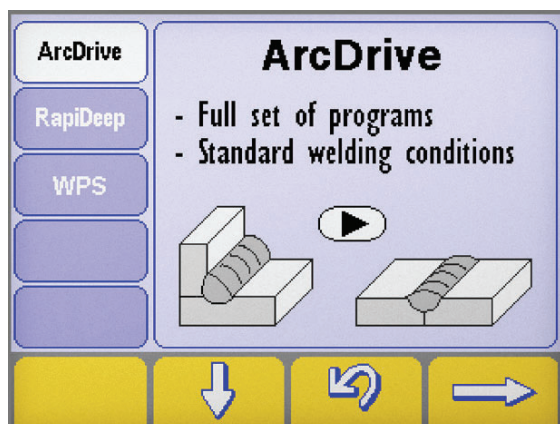 ArcDrive
RapiDeep
WPS
ArcDrive
- Full set of programs
- Standard welding conditions